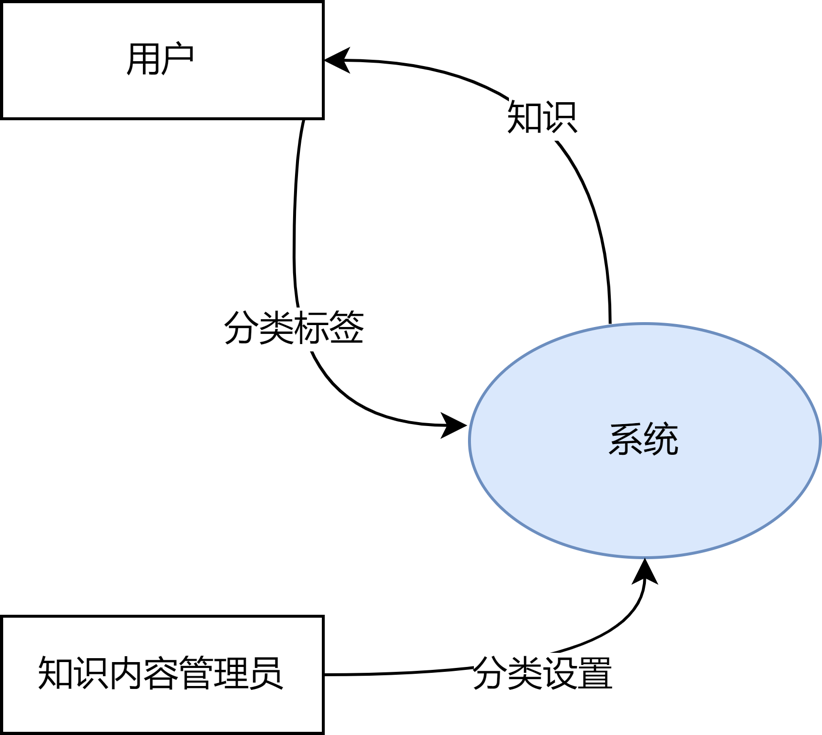 用户
知识
分类标签
系统
知识内容管理员
分类设置